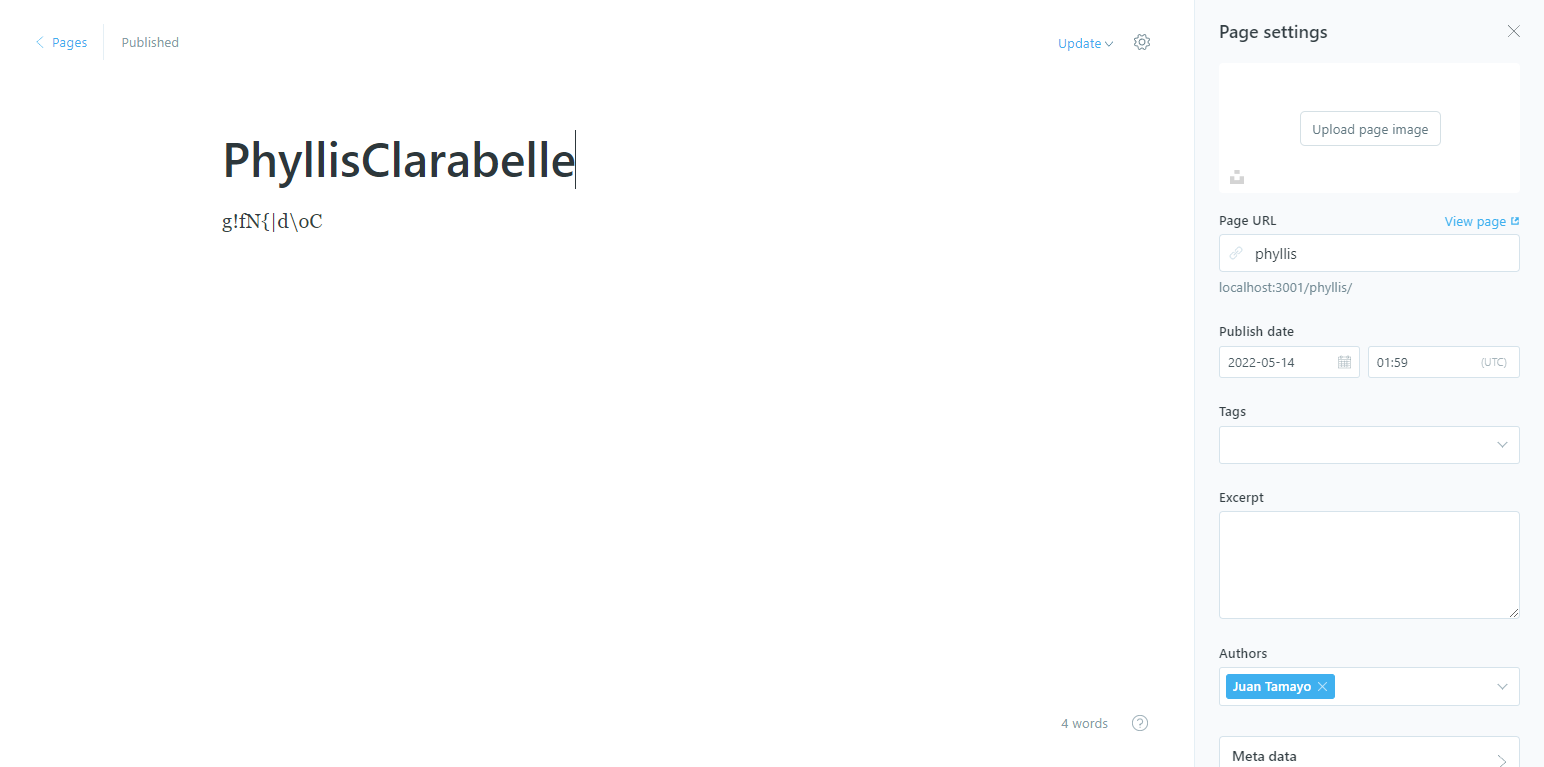 Pages
Published
Update
PhyllisClarabelle
g!fN{|d\oC
4 words
Page settings
Upload page image
Page URL
View page
phyllis
localhost:3001/phyllis/
Publish date
2022-05-14
01:59
(UTC)
Tags
Excerpt
Authors
Juan Tamayo
Meta data